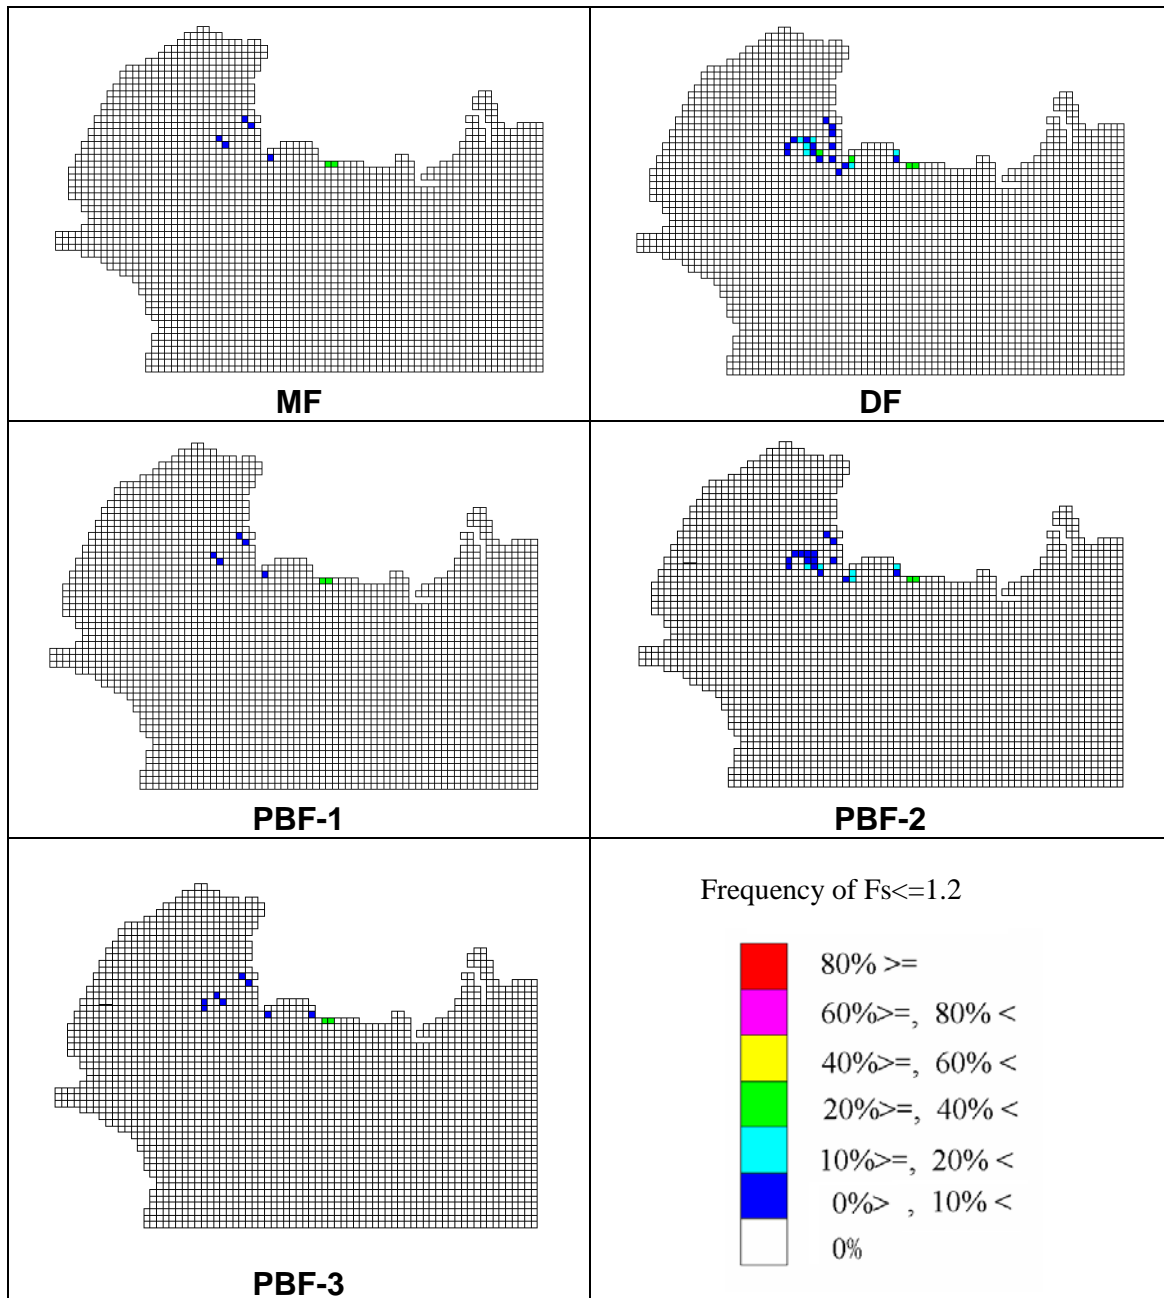 MF
DF
PBF-1
PBF-2
PBF-3
Frequency of Fs<=1.2
80% >=
60%>=, 80% <
40%>=, 60% <
20%>=, 40% <
10%>=, 20% <
0%> , 10% <
0%